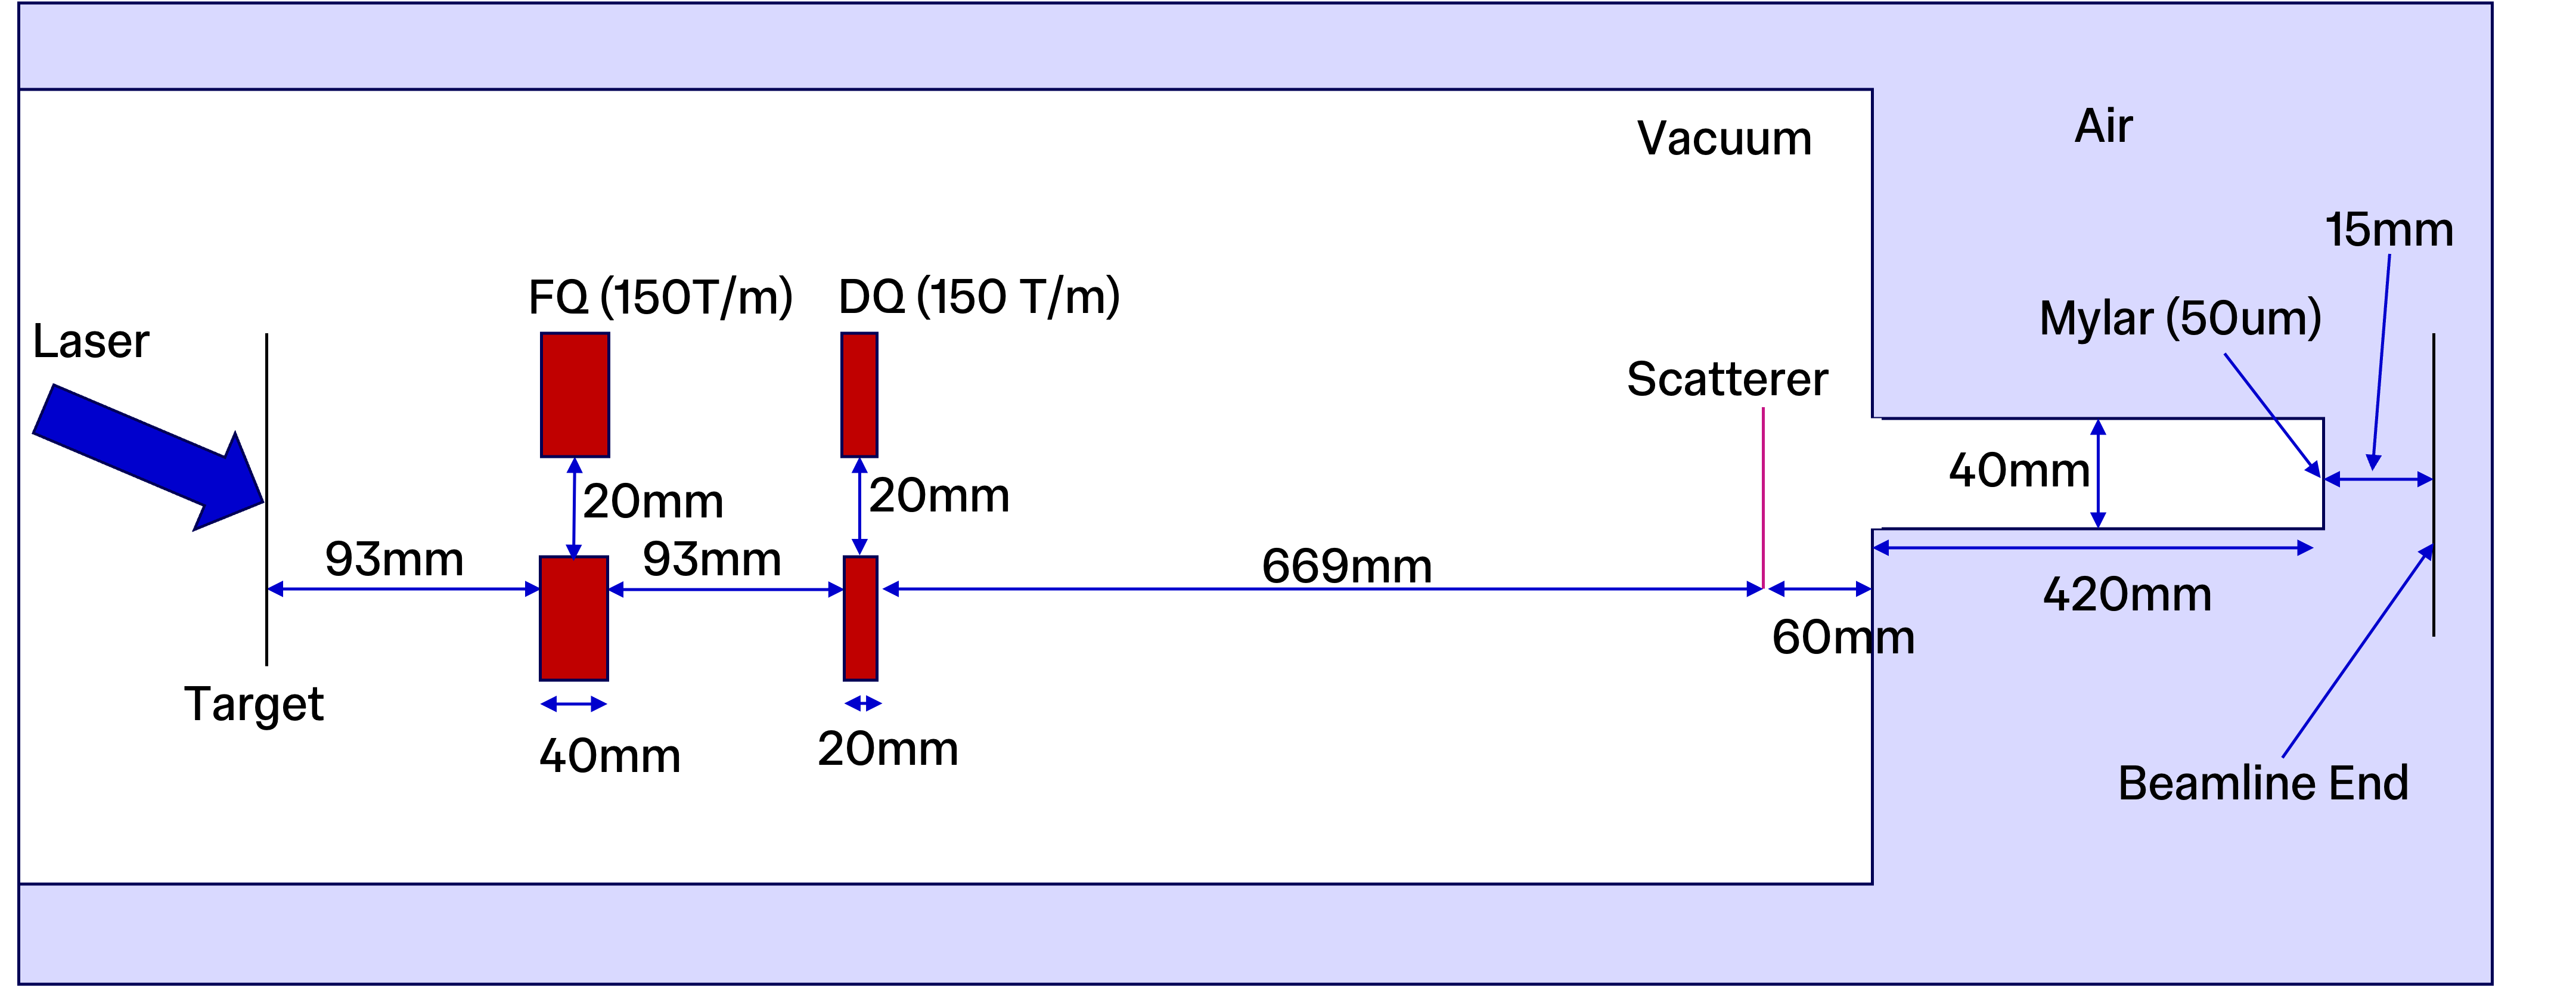 Vacuum
Air
15mm
FQ (150T/m)
DQ (150 T/m)
Mylar (50um)
Laser
Scatterer
20mm
20mm
40mm
93mm
93mm
669mm
420mm
60mm
Target
40mm
20mm
Beamline End